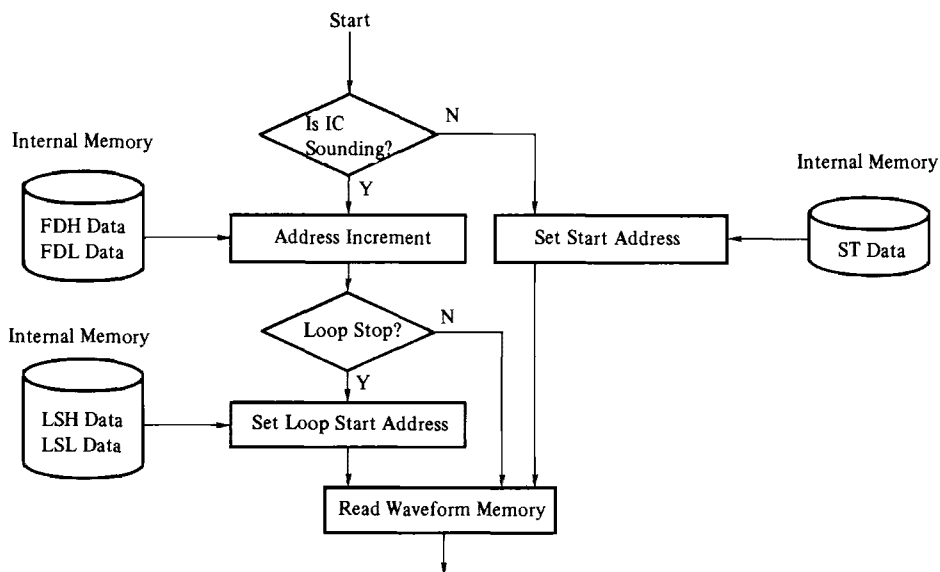 Start
Is IC
Sounding?
N
Y
Internal Memory
FDH Data
FDL Data
Address Increment
Set Start Address
Internal Memory
ST Data
Loop Stop?
N
Y
Internal Memory
LSH Data
LSL Data
Set Loop Start Address
Read Waveform Memory